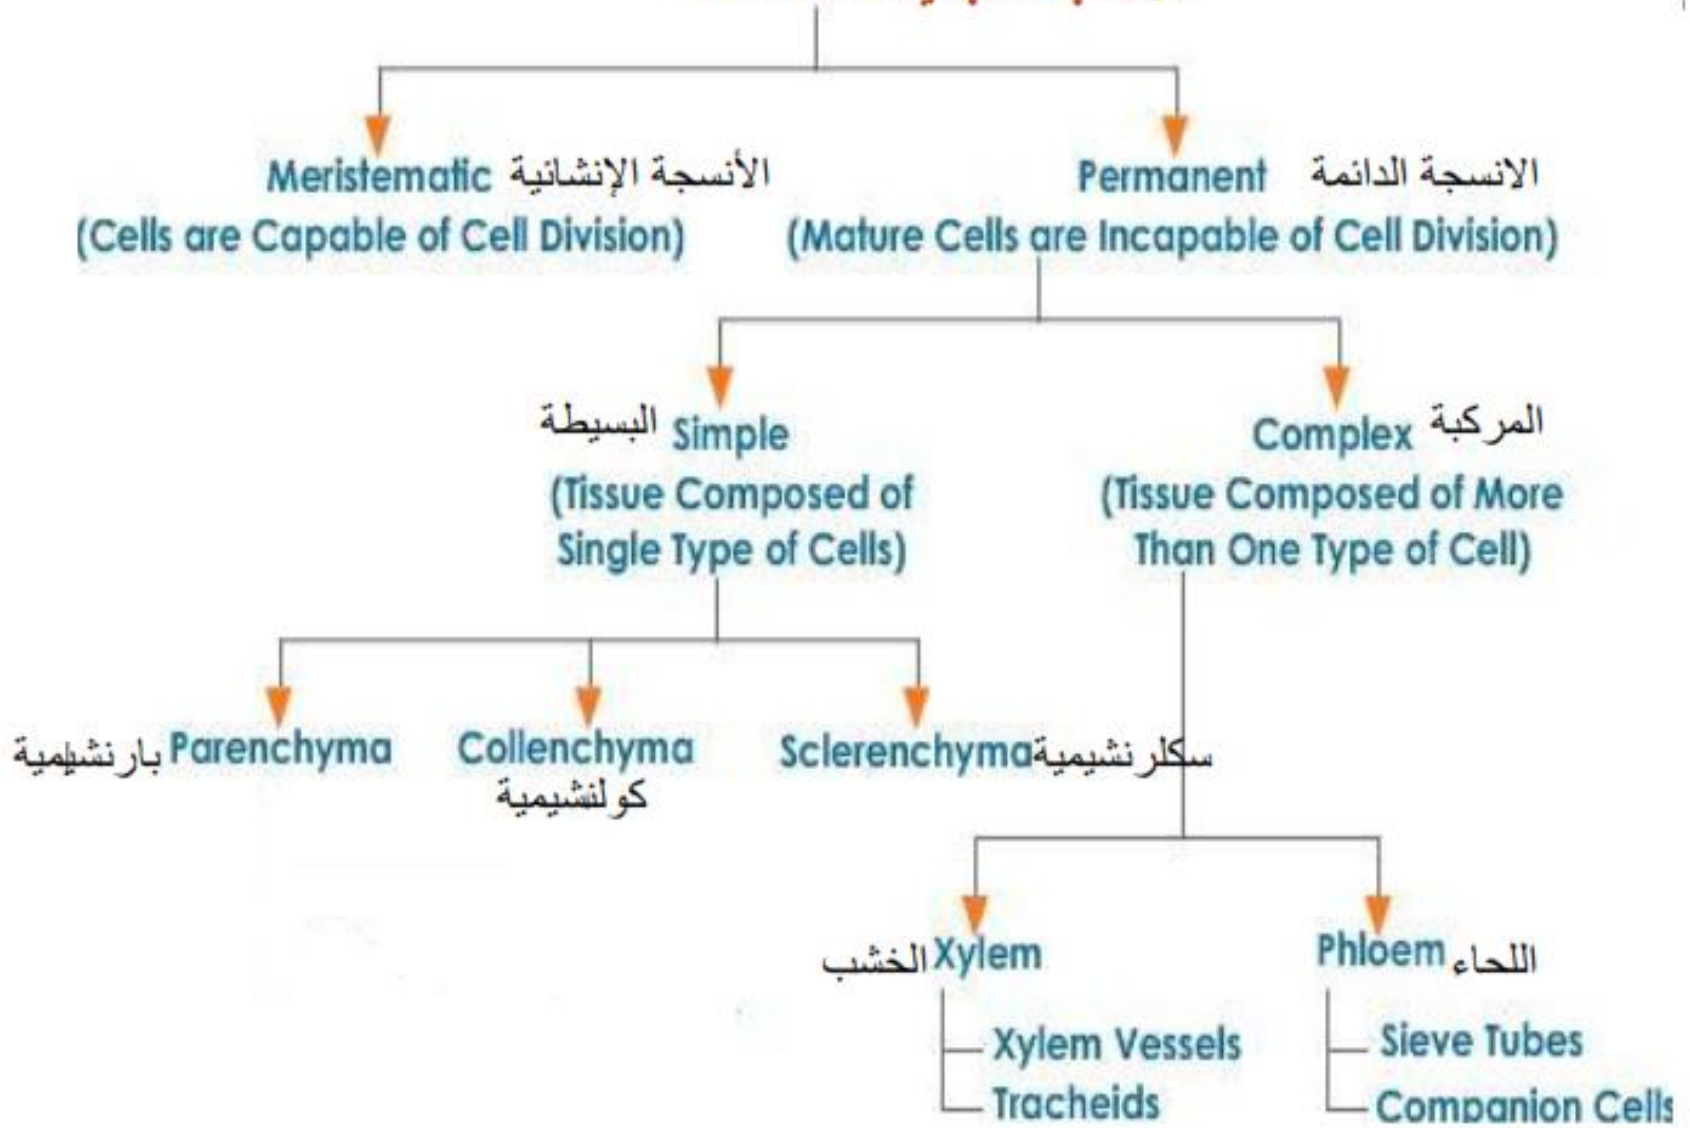 Meristematic الأنسجة الإنشائية
(Cells are Capable of Cell Division)
Permanent الانسجة الدائمة
(Mature Cells are Incapable of Cell Division)
البسيطة Simple
(Tissue Composed of
Single Type of Cells)
Complex المركبة
(Tissue Composed of More
Than One Type of Cell)
بارنشيمية Parenchyma
Collenchyma
كولنشيمية
Sclerenchyma سكلرنشيمية
الخشب Xylem
Xylem Vessels
Tracheids
Phloem اللحاء
Sieve Tubes
Companion Cells